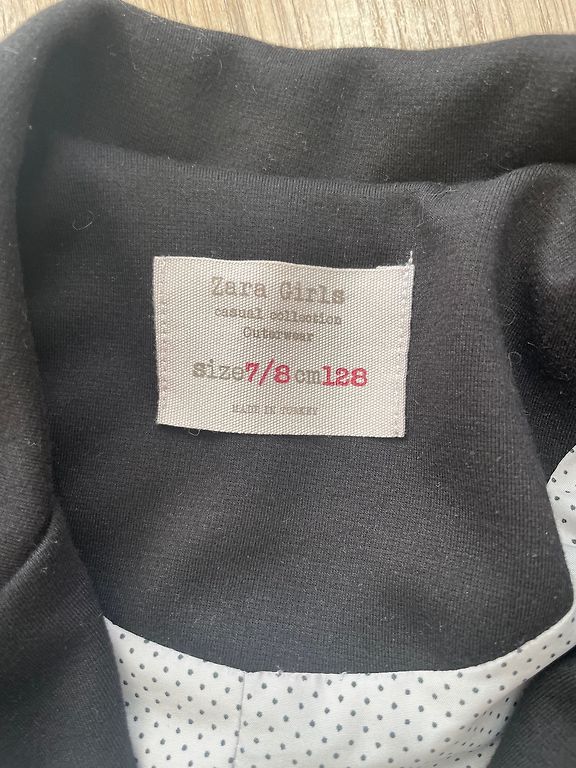 Zara Girls
casual collection
Outerwear
size7/8cm128
MADE IN TURKEY